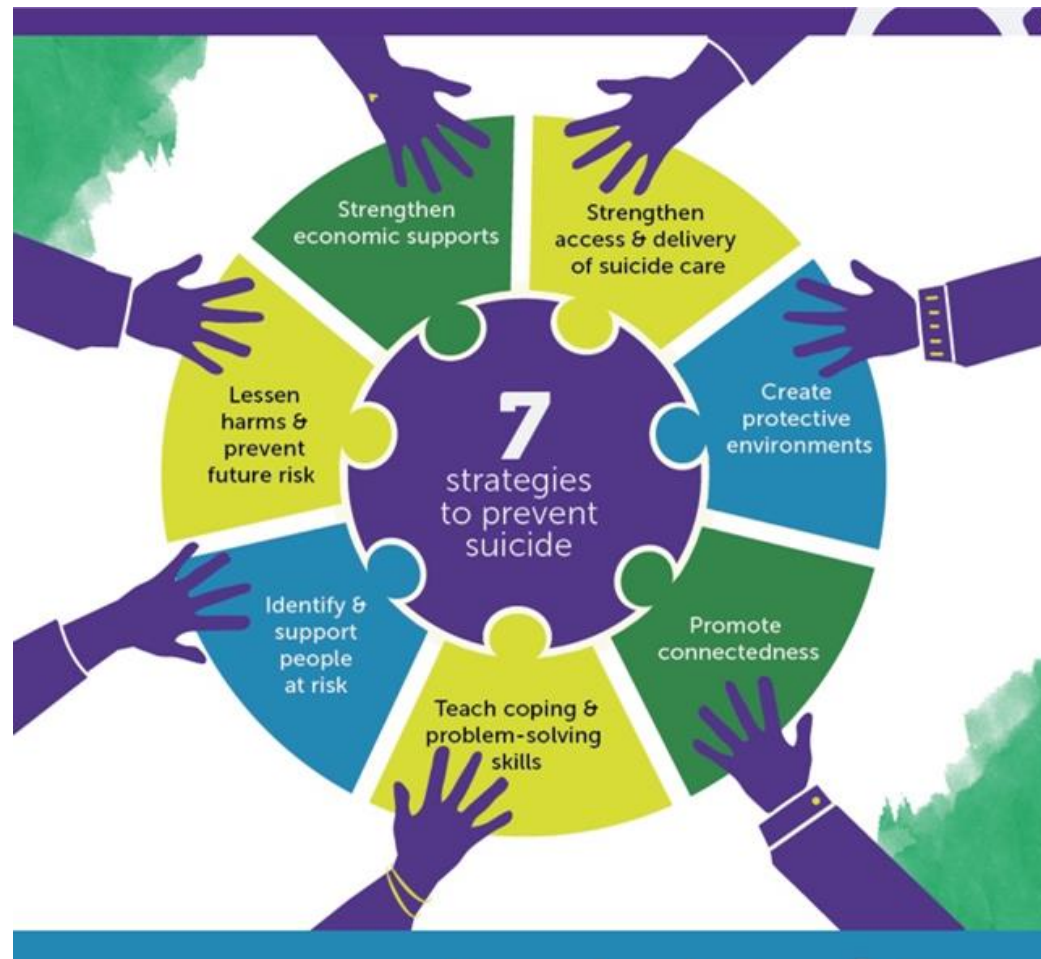 7
strategies
to prevent
suicide
Strengthen
economic supports
Strengthen
access & delivery
of suicide care
Create
protective
environments
Promote
connectedness
Teach coping &
problem-solving
skills
Identify &
support
people
at risk
Lessen
harms &
prevent
future risk